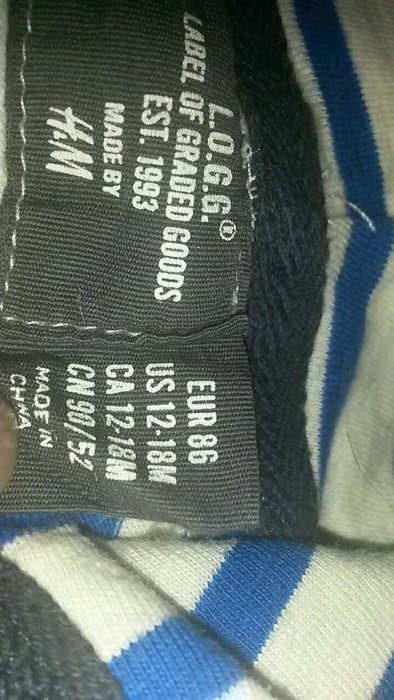 L.O.G.G.®
LABEL OF GRADED GOODS
EST. 1993
MADE BY
H&M
EUR 86
US 12-18M
CA 12-18M
CN 90/52
MADE IN
CHINA